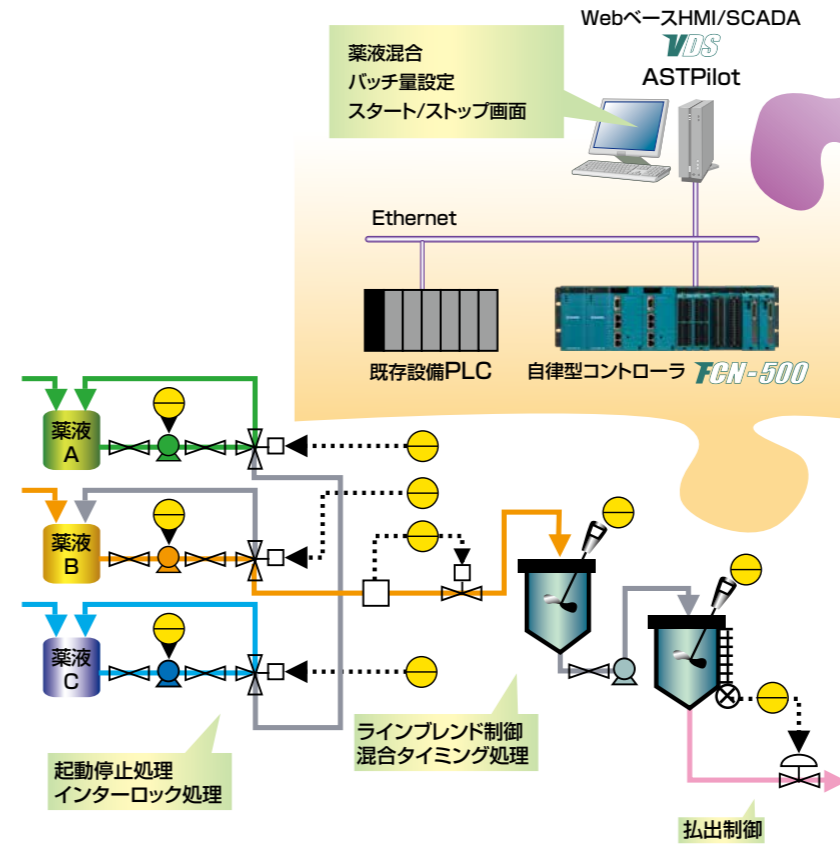 WebベースHMI/SCADA
VDS
ASTPilot
薬液混合
バッチ量設定
スタート/ストップ画面
Ethernet
既存設備PLC
自律型コントローラ FCN-500
薬液
A
薬液
B
薬液
C
起動停止処理
インターロック処理
ラインブレンド制御
混合タイミング処理
払出制御